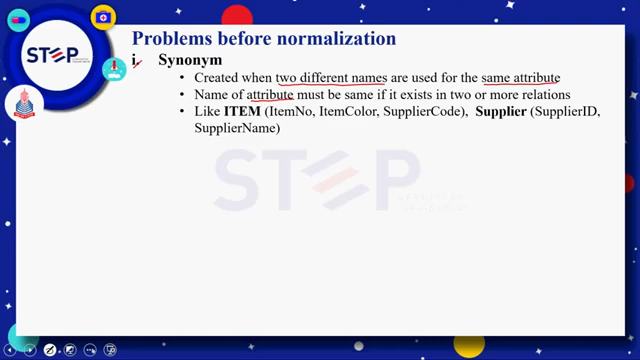 Problems before normalization
STEP
i. Synonym
• Created when two different names are used for the same attribute
• Name of attribute must be same if it exists in two or more relations
• Like ITEM (ItemNo, ItemColor, SupplierCode), Supplier (SupplierID,
SupplierName)
STEP